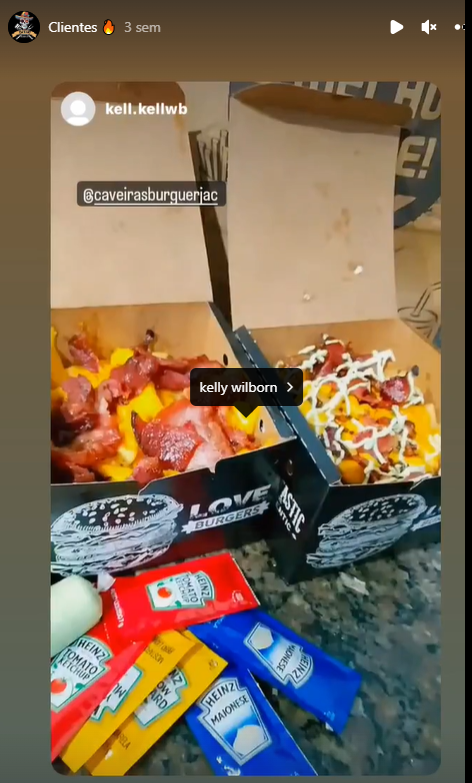 Clientes 🔥 3 sem
kell.kellwb
@caveirasburguerjac
E!
kelly wilborn >
LOVE
BURGERS
HEINZ
TOMATO
KETCHUP
HEINZ
TOMATO
KETCHUP
HEINZ
HEINZ
HEINZ
MAIONESE
HEINZ
MAIONESE